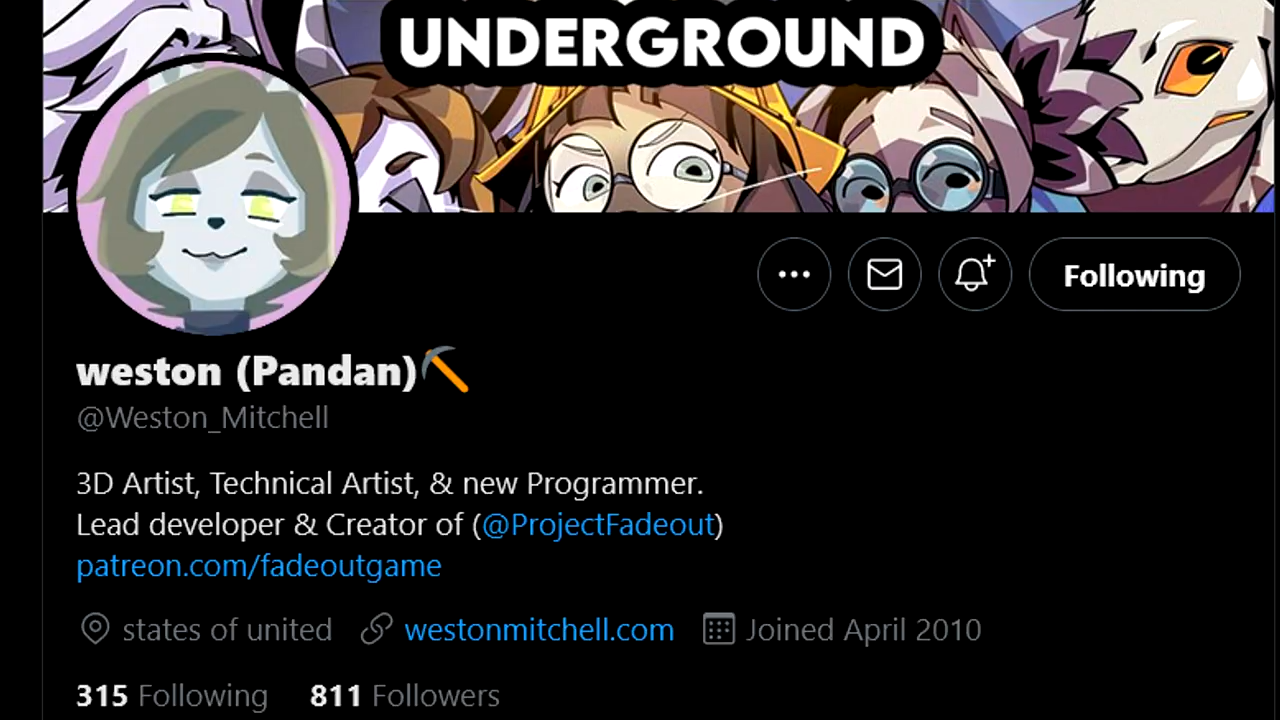 UNDERGROUND
Following
weston (Pandan)
@Weston_Mitchell
3D Artist, Technical Artist, & new Programmer.
Lead developer & Creator of (@ProjectFadeout)
patreon.com/fadeoutgame
states of united westonmitchell.com Joined April 2010
315 Following 811 Followers